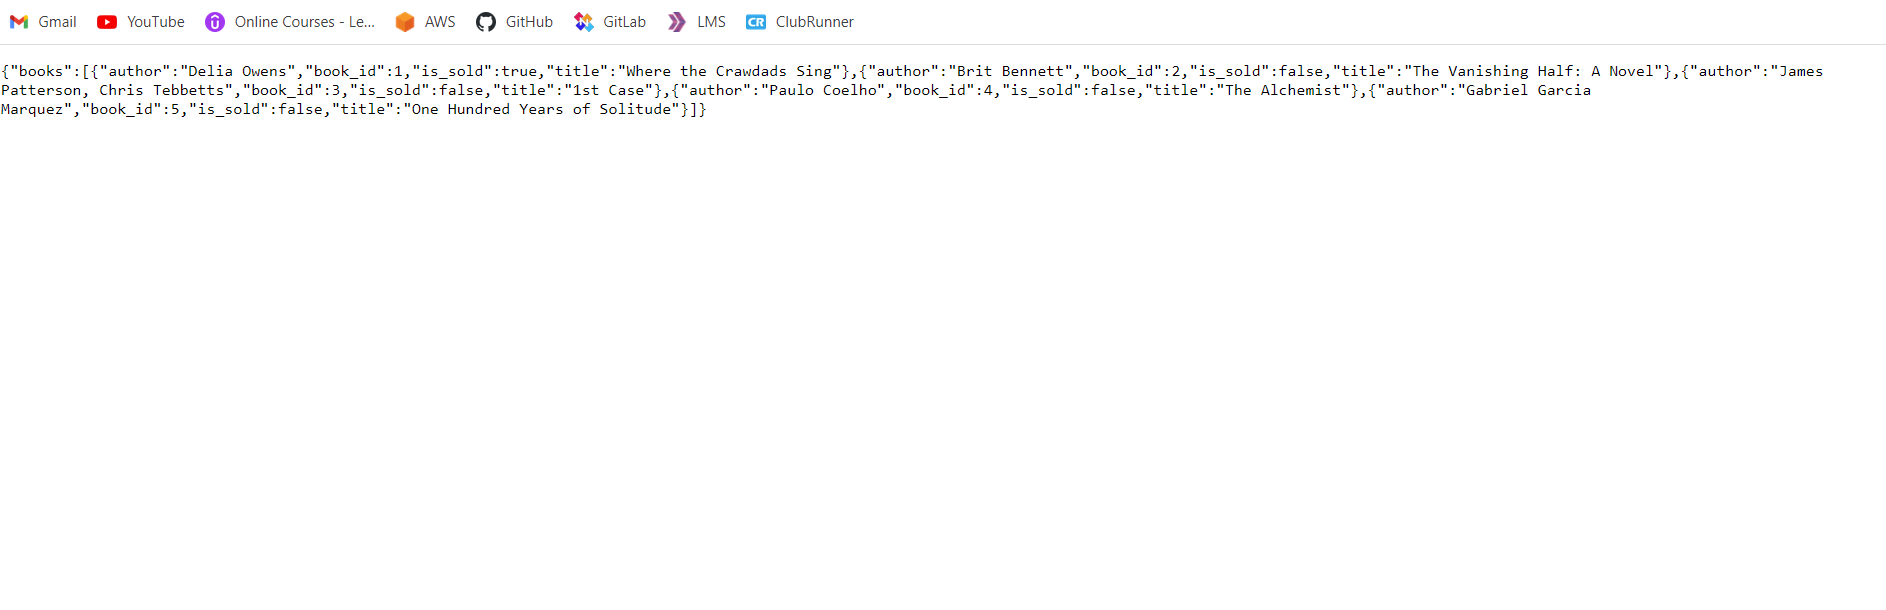 Gmail YouTube Online Courses - Le... AWS GitHub GitLab LMS CR ClubRunner
{"books":[{"author":"Delia Owens","book_id":1,"is_sold":true,"title":"Where the Crawdads Sing"},{"author":"Brit Bennett","book_id":2,"is_sold":false,"title":"The Vanishing Half: A Novel"},{"author":"James
Patterson, Chris Tebbetts","book_id":3,"is_sold":false,"title":"1st Case"},{"author":"Paulo Coelho","book_id":4,"is_sold":false,"title":"The Alchemist"},{"author":"Gabriel Garcia
Marquez","book_id":5,"is_sold":false,"title":"One Hundred Years of Solitude"}]}